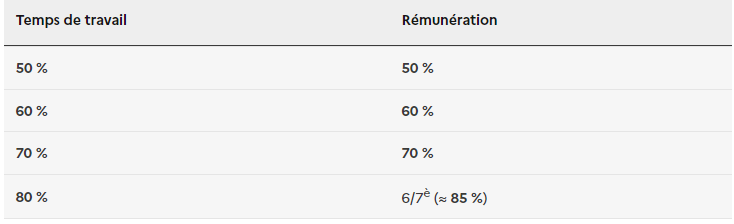 Temps de travail Rémunération
50 % 50 %
60 % 60 %
70 % 70 %
80 % 6/7è (≈ 85 %)